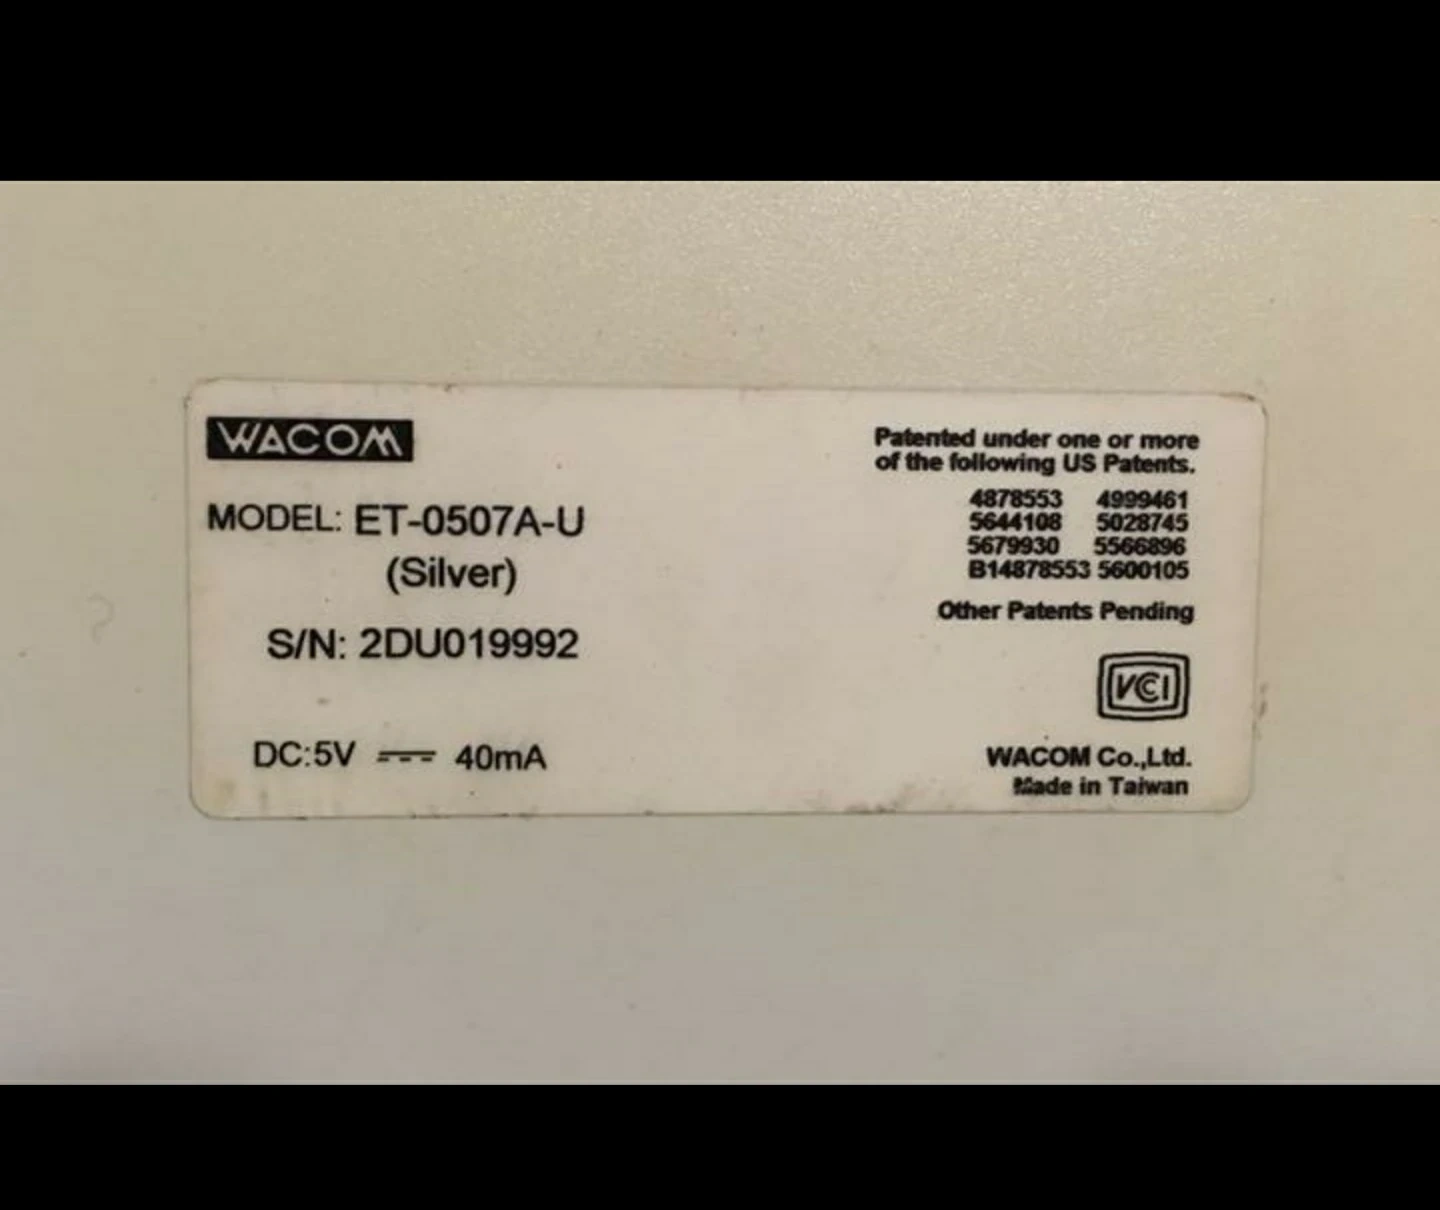 WACOM
MODEL: ET-0507A-U
(Silver)
S/N: 2DU019992
DC:5V ⎓ 40mA
Patented under one or more
of the following US Patents.
4878553 4999461
5644108 5028745
5679930 5566896
B14878553 5600105
Other Patents Pending
VCCI
WACOM Co.,Ltd.
Made in Taiwan